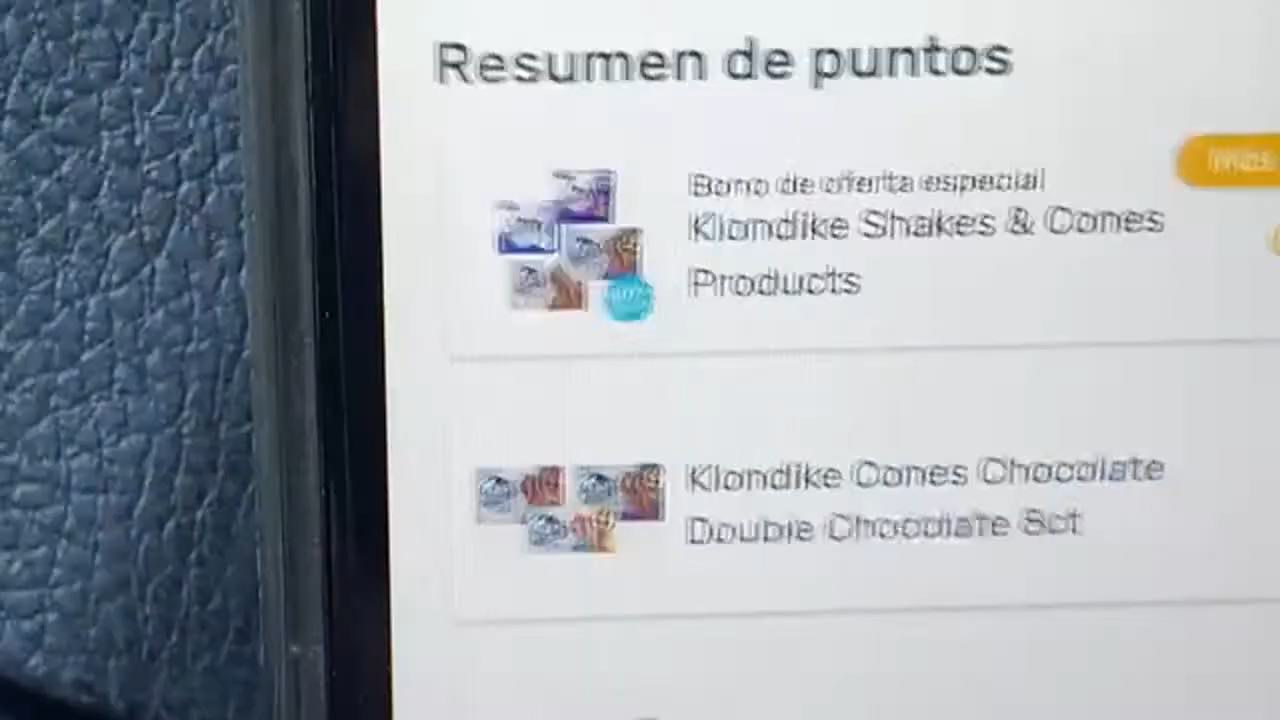 Resumen de puntos
Bono de oferta especial
Klondike Shakes & Cones
Products
Klondike Cones Chocolate
Double Chocolate 8ct